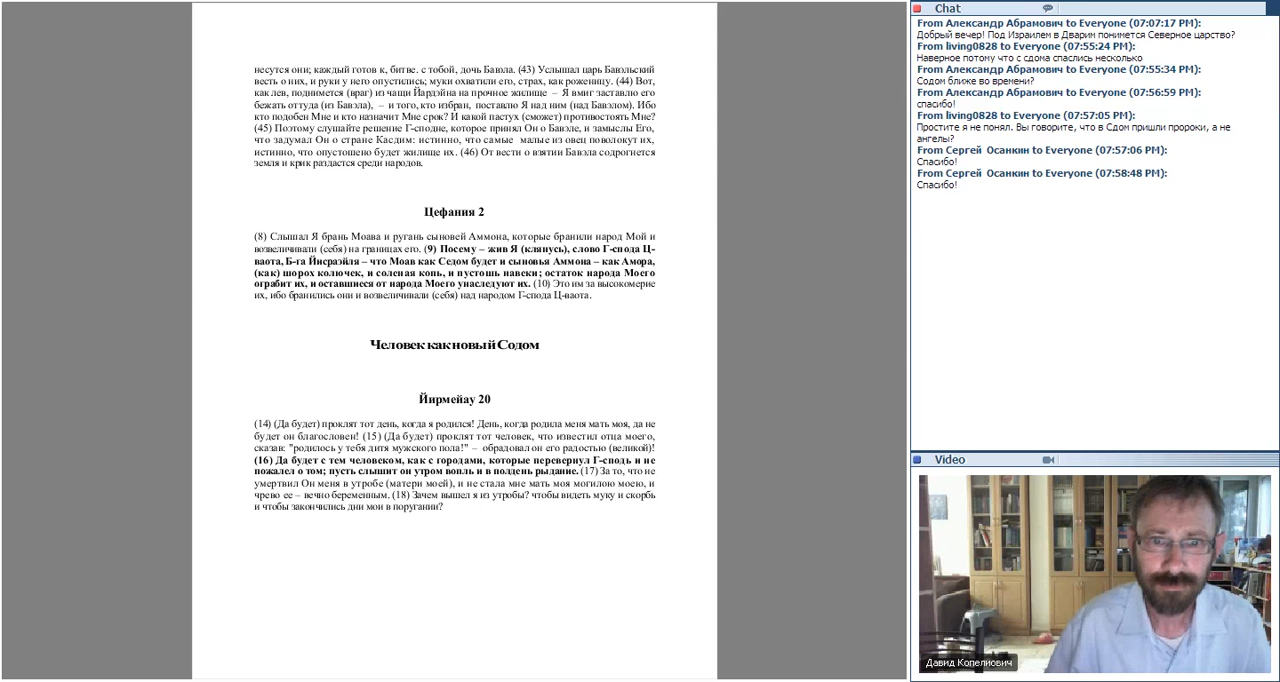 несутся они; каждый готов к, битве. с тобой, дочь Бавэла. (43) Услышал царь Бавэльский
весть о них, и руки у него опустились; муки охватили его, страх, как роженицу. (44) Вот,
как лев, поднимется (враг) из чащи Йардэйна на прочное жилище – Я вмиг заставлю его
бежать оттуда (из Бавэла), – и того, кто избран, поставлю Я над ним (над Бавэлом). Ибо
кто подобен Мне и кто назначит Мне срок? И какой пастух (сможет) противостоять Мне?
(45) Поэтому слушайте решение Г-сподне, которое принял Он о Бавэле, и замыслы Его,
что задумал Он о стране Касдим: истинно, что самые малые из овец поволокут их,
истинно, что опустошено будет жилище их. (46) От вести о взятии Бавэла содрогнется
земля и крик раздастся среди народов.
Цефания 2
(8) Слышал Я брань Моава и ругань сыновей Аммона, которые бранили народ Мой и
возвеличивали (себя) на границах его. (9) Посему – жив Я (клянусь), слово Г-спода Ц-
ваота, Б-га Йисраэйля – что Моав как Седом будет и сыновья Аммона – как Амора,
(как) шорох колючек, и соленая копь, и пустошь навеки; остаток народа Моего
ограбит их, и оставшиеся от народа Моего унаследуют их. (10) Это им за высокомерие
их, ибо бранились они и возвеличивали (себя) над народом Г-спода Ц-ваота.
Человек как новый Содом
Йирмейау 20
(14) (Да будет) проклят тот день, когда я родился! День, когда родила меня мать моя, да не
будет он благословен! (15) (Да будет) проклят тот человек, что известил отца моего,
сказав: "родилось у тебя дитя мужского пола!" – обрадовал он его радостью (великой)!
(16) Да будет с тем человеком, как с городами, которые перевернул Г-сподь и не
пожалел о том; пусть слышит он утром вопль и в полдень рыдание. (17) За то, что не
умертвил Он меня в утробе (матери моей), и не стала мне мать моя могилою моею, и
чрево ее – вечно беременным. (18) Зачем вышел я из утробы? чтобы видеть муку и скорбь
и чтобы закончились дни мои в поругании?
Chat
From Александр Абрамович to Everyone (07:07:17 PM):
Добрый вечер! Под Израилем в Дварим понимется Северное царство?
From living0828 to Everyone (07:55:24 PM):
Наверное потому что с сдома спаслись несколько
From Александр Абрамович to Everyone (07:55:34 PM):
Содом ближе во времени?
From Александр Абрамович to Everyone (07:56:59 PM):
спасибо!
From living0828 to Everyone (07:57:05 PM):
Простите я не понял. Вы говорите, что в Сдом пришли пророки, а не
ангелы?
From Сергей Осанкин to Everyone (07:57:06 PM):
Спасибо!
From Сергей Осанкин to Everyone (07:58:48 PM):
Спасибо!
Video
Давид Копелиович